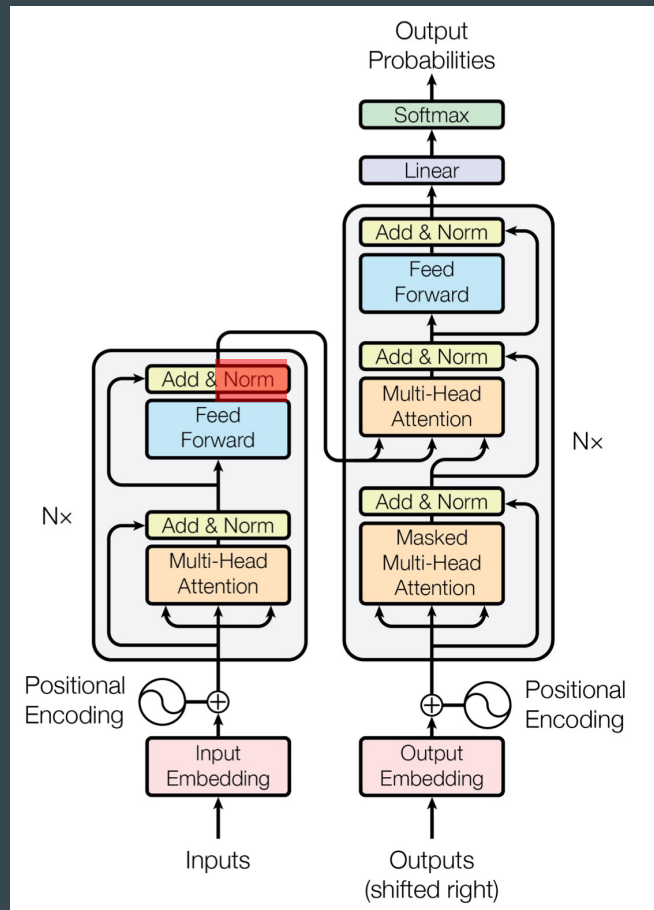 Output
Probabilities
Softmax
Linear
Add & Norm
Feed
Forward
Add & Norm
Multi-Head
Attention
Add & Norm
Masked
Multi-Head
Attention
N×
Add & Norm
Feed
Forward
Add & Norm
Multi-Head
Attention
N×
Positional
Encoding
Positional
Encoding
Input
Embedding
Output
Embedding
Inputs
Outputs
(shifted right)